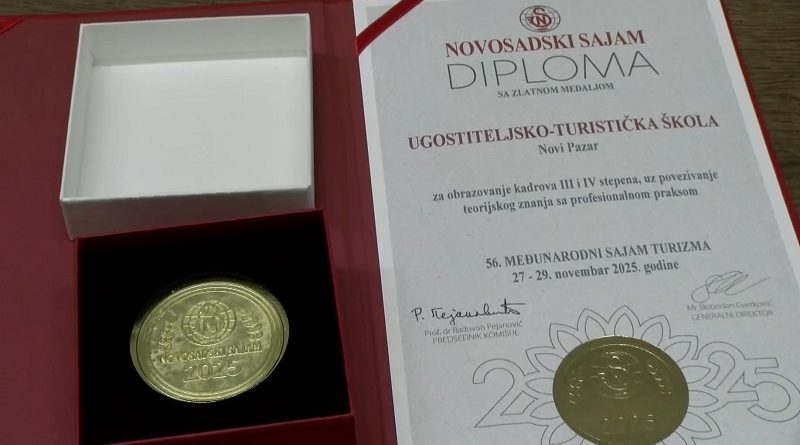 NOVOSADSKI SAJAM
DIPLOMA
SA ZLATNOM MEDALJOM
UGOSTITELJSKO-TURISTIČKA ŠKOLA
Novi Pazar
za obrazovanje kadrova III i IV stepena, uz povezivanje
teorijskog znanja sa profesionalnom praksom
56. MEĐUNARODNI SAJAM TURIZMA
27 - 29. novembar 2025. godine
Prof. dr Radovan Pejanović
PREDSEDNIK KOMISIJE
Mr Slobodan Cvetković
GENERALNI DIREKTOR
2025
2025
NOVOSADSKI SAJAM
2025